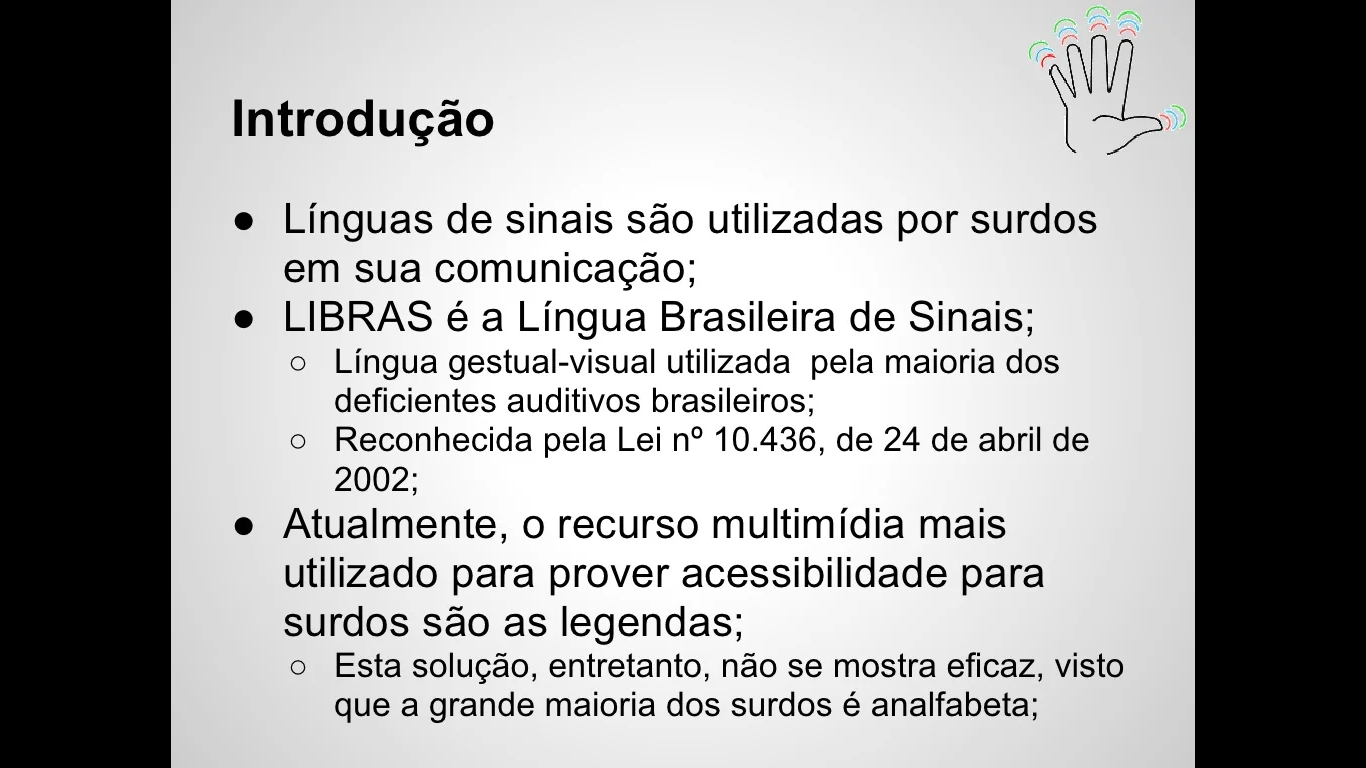 Introdução
● Línguas de sinais são utilizadas por surdos
em sua comunicação;
● LIBRAS é a Língua Brasileira de Sinais;
○ Língua gestual-visual utilizada  pela maioria dos
deficientes auditivos brasileiros;
○ Reconhecida pela Lei nº 10.436, de 24 de abril de
2002;
● Atualmente, o recurso multimídia mais
utilizado para prover acessibilidade para
surdos são as legendas;
○ Esta solução, entretanto, não se mostra eficaz, visto
que a grande maioria dos surdos é analfabeta;